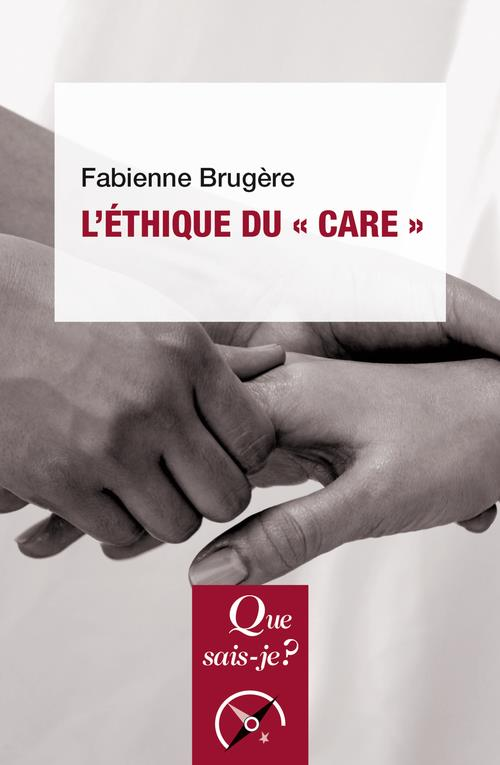 Fabienne Brugère
L’ÉTHIQUE DU « CARE »
Que
sais-je?